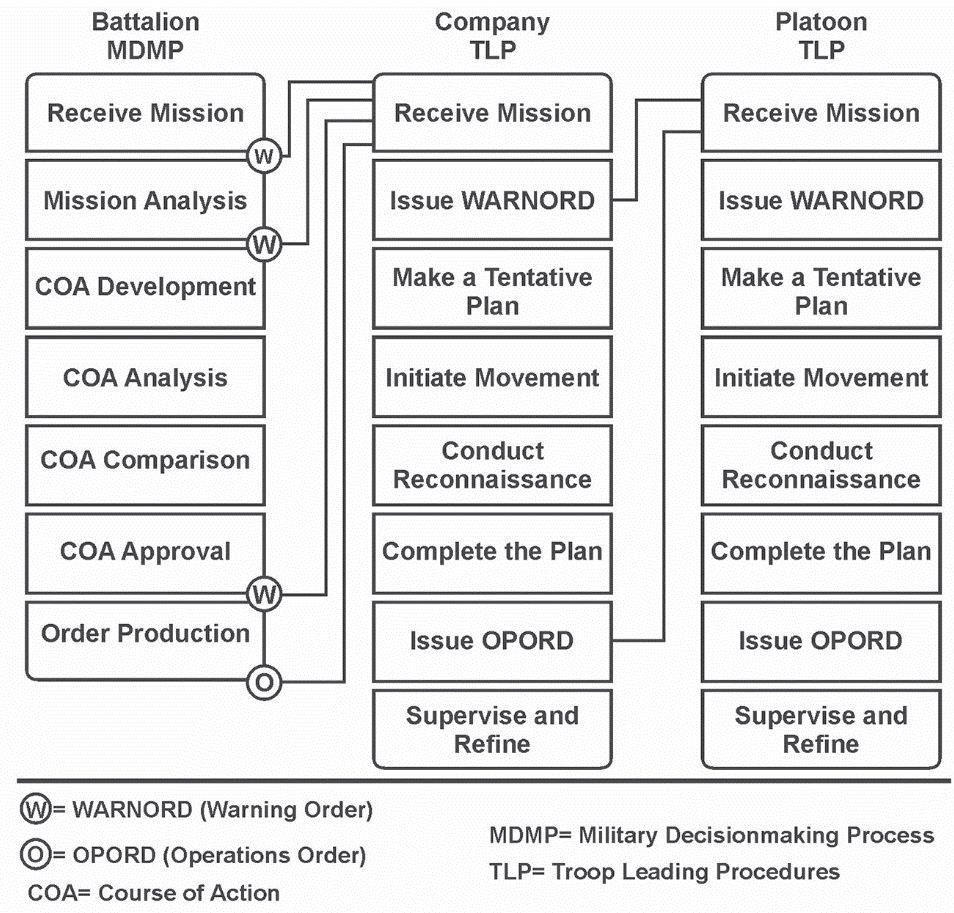 Battalion
MDMP
Receive Mission
W
Mission Analysis
W
COA Development
COA Analysis
COA Comparison
COA Approval
W
Order Production
O
Company
TLP
Receive Mission
Issue WARNORD
Make a Tentative
Plan
Initiate Movement
Conduct
Reconnaissance
Complete the Plan
Issue OPORD
Supervise and
Refine
Platoon
TLP
Receive Mission
Issue WARNORD
Make a Tentative
Plan
Initiate Movement
Conduct
Reconnaissance
Complete the Plan
Issue OPORD
Supervise and
Refine
W= WARNORD (Warning Order)
O= OPORD (Operations Order)
COA= Course of Action
MDMP= Military Decisionmaking Process
TLP= Troop Leading Procedures